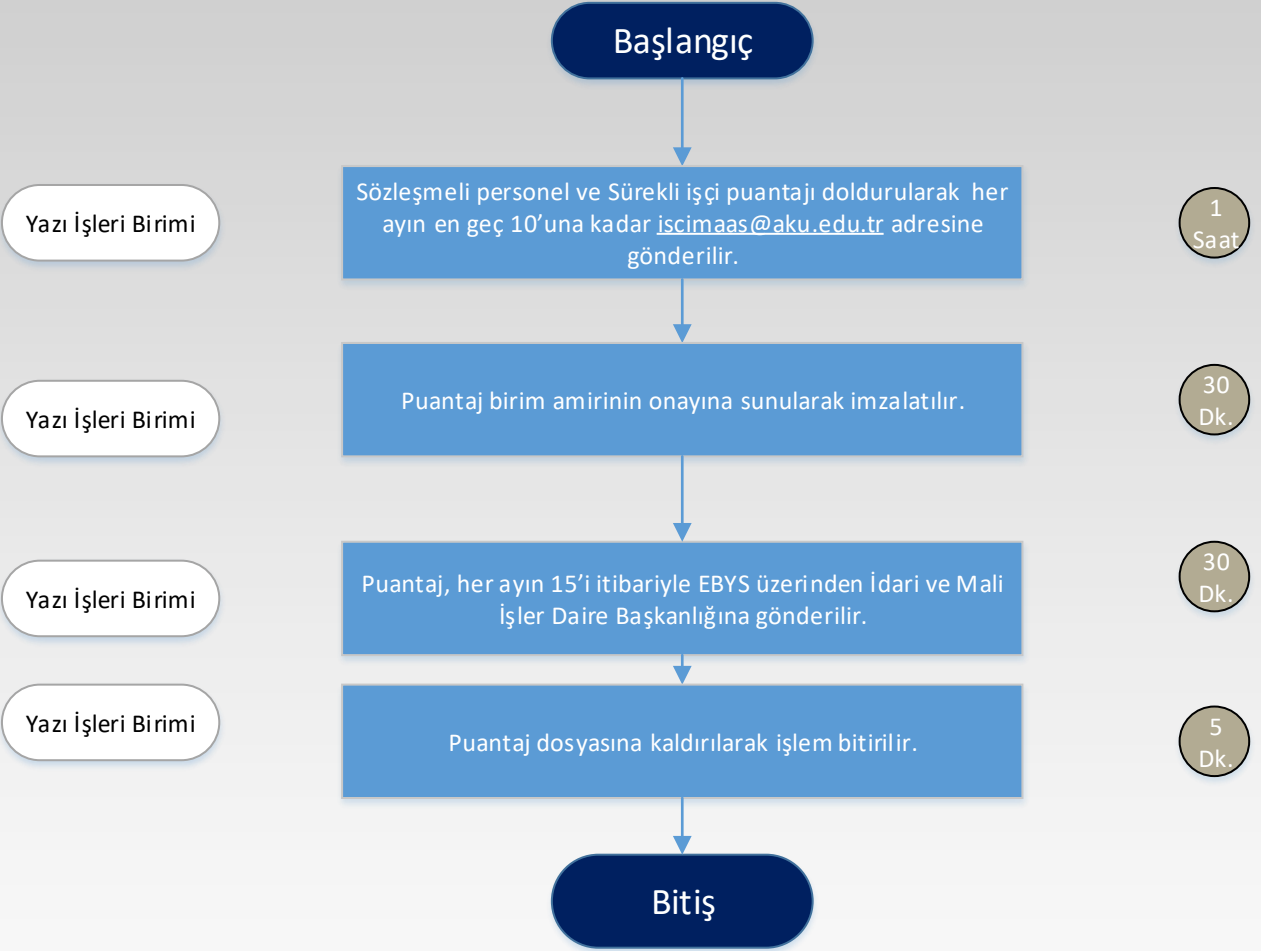 Başlangıç
Yazı İşleri Birimi
Sözleşmeli personel ve Sürekli işçi puantajı doldurularak her
ayın en geç 10’una kadar iscimaas@aku.edu.tr adresine
gönderilir.
1
Saat
Yazı İşleri Birimi
Puantaj birim amirinin onayına sunularak imzalatılır.
30
Dk.
Yazı İşleri Birimi
Puantaj, her ayın 15’i itibariyle EBYS üzerinden İdari ve Mali
İşler Daire Başkanlığına gönderilir.
30
Dk.
Yazı İşleri Birimi
Puantaj dosyasına kaldırılarak işlem bitirilir.
5
Dk.
Bitiş